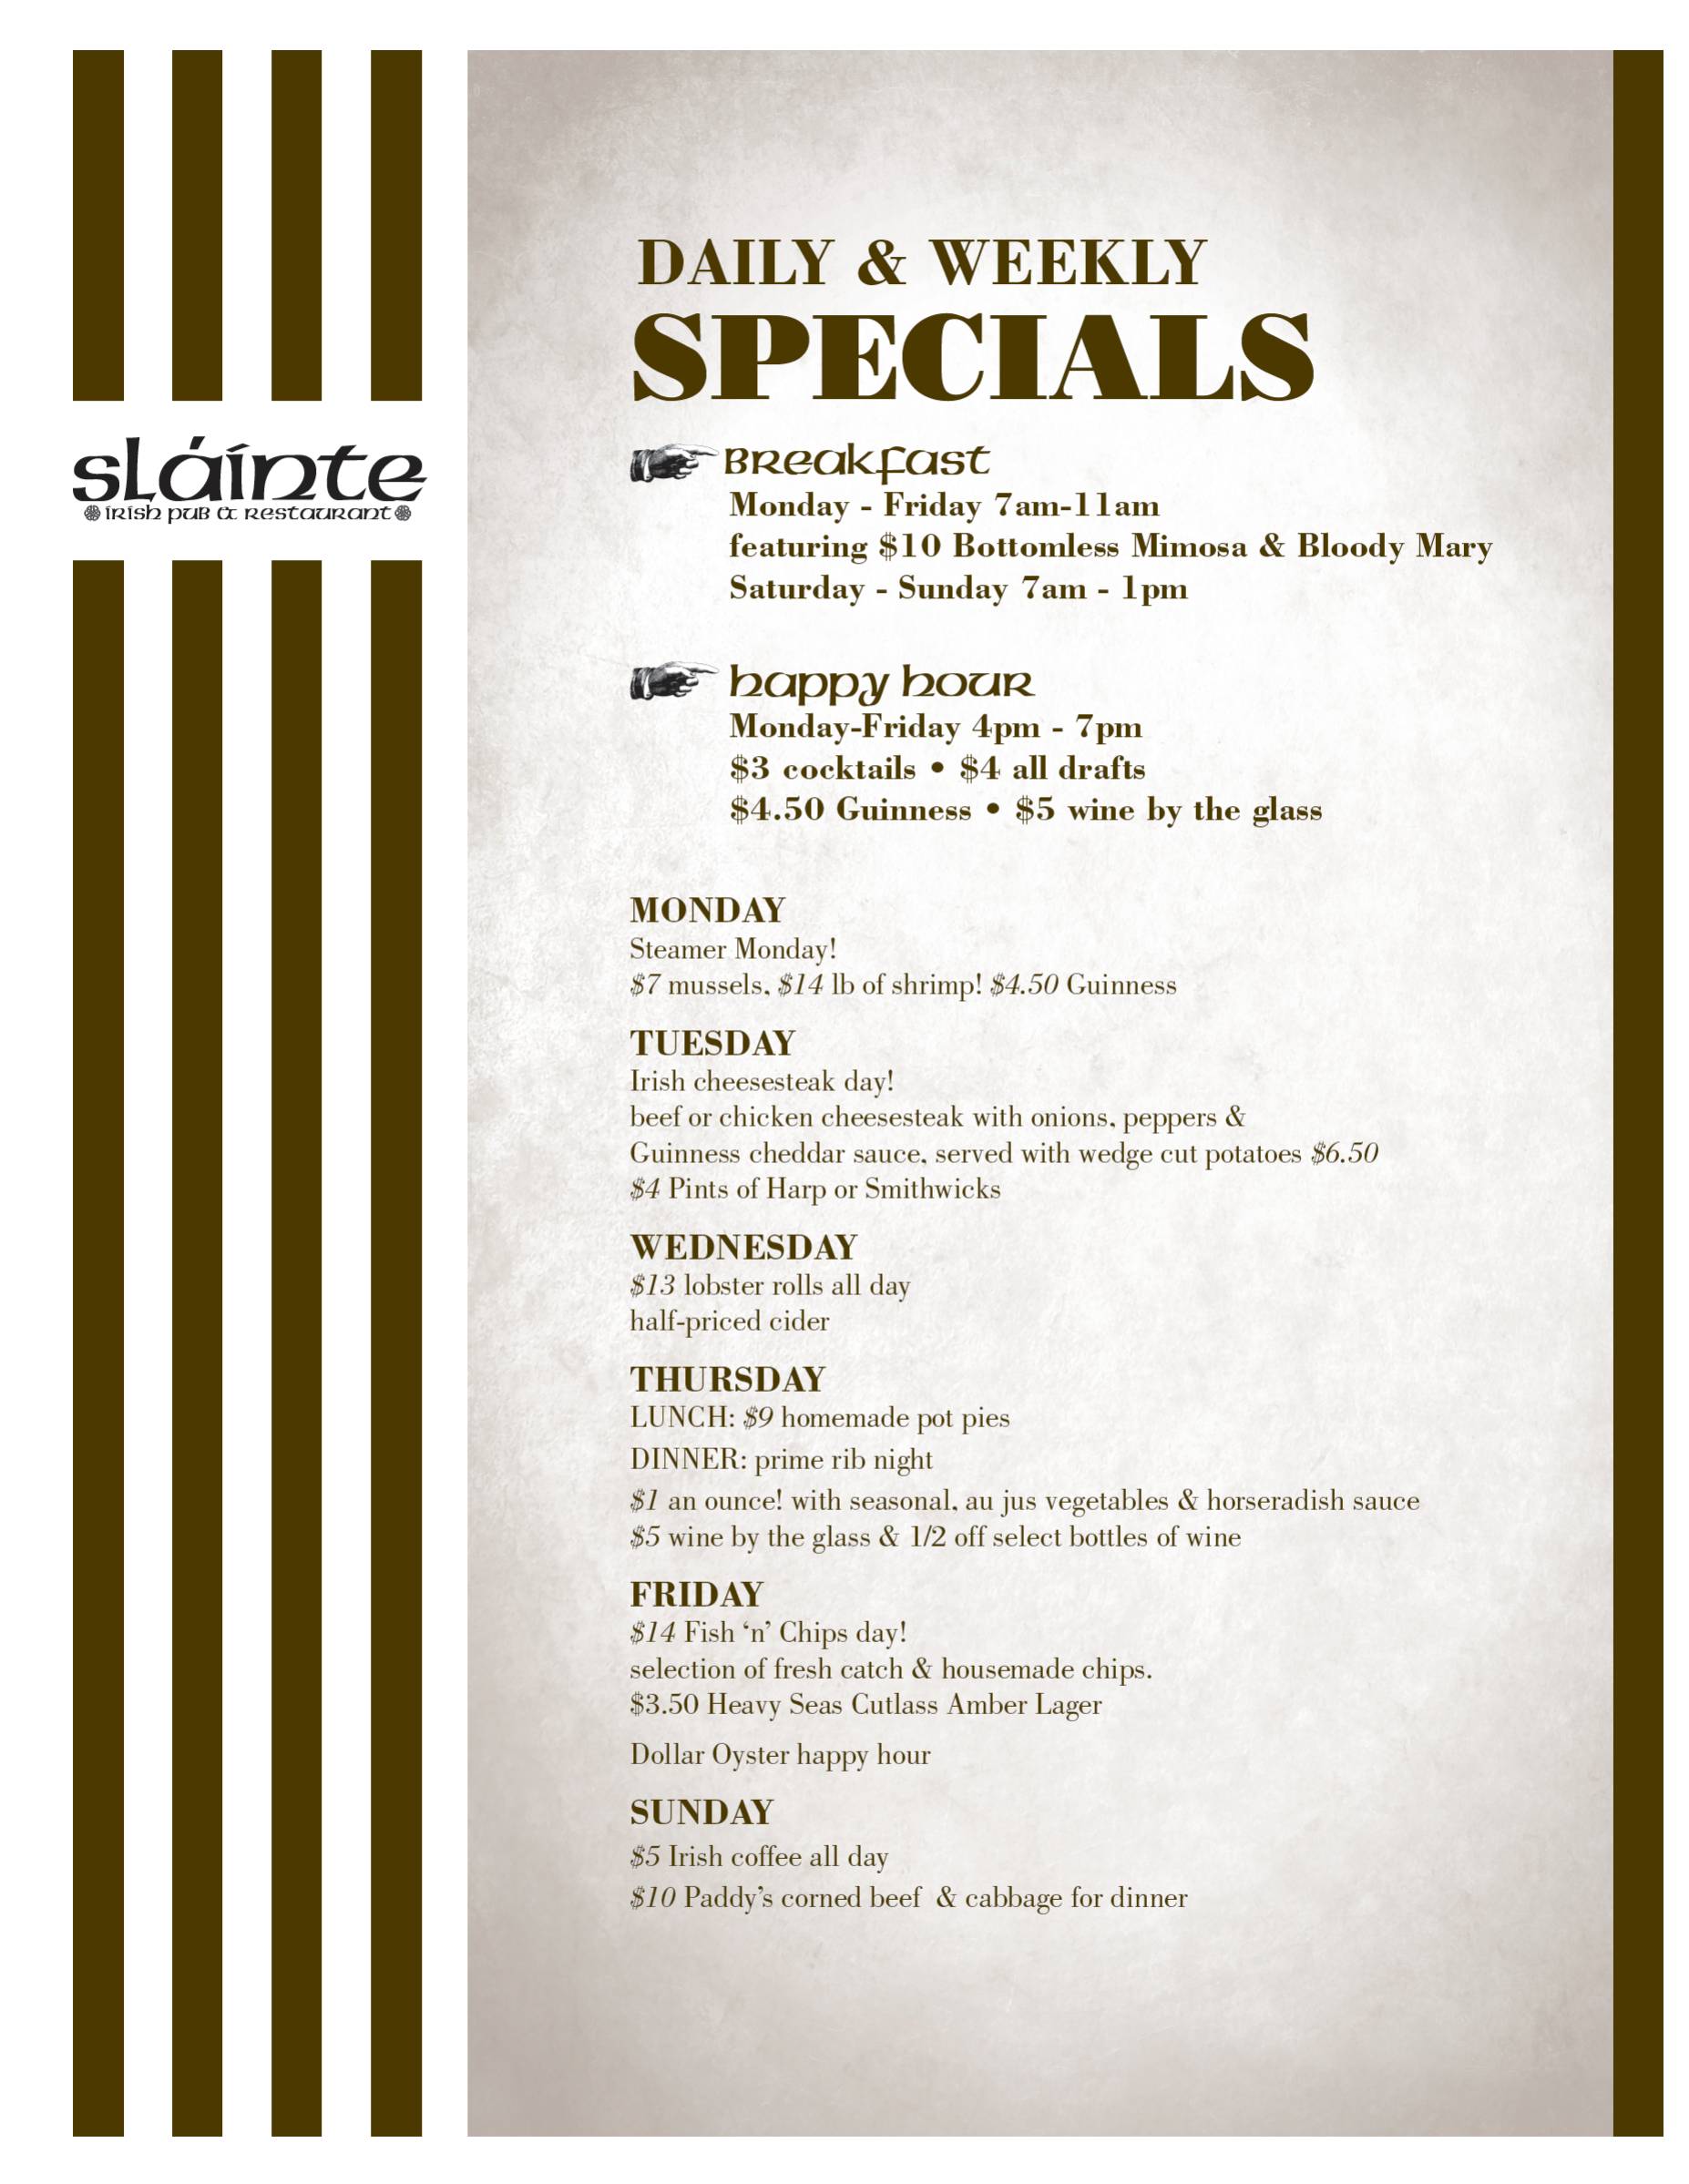 sláinte
irish pub & restaurant
DAILY & WEEKLY
SPECIALS
Breakfast
Monday - Friday 7am-11am
featuring $10 Bottomless Mimosa & Bloody Mary
Saturday - Sunday 7am - 1pm
happy hour
Monday-Friday 4pm - 7pm
$3 cocktails • $4 all drafts
$4.50 Guinness • $5 wine by the glass
MONDAY
Steamer Monday!
$7 mussels, $14 lb of shrimp! $4.50 Guinness
TUESDAY
Irish cheesesteak day!
beef or chicken cheesesteak with onions, peppers &
Guinness cheddar sauce, served with wedge cut potatoes $6.50
$4 Pints of Harp or Smithwicks
WEDNESDAY
$13 lobster rolls all day
half-priced cider
THURSDAY
LUNCH: $9 homemade pot pies
DINNER: prime rib night
$1 an ounce! with seasonal, au jus vegetables & horseradish sauce
$5 wine by the glass & 1/2 off select bottles of wine
FRIDAY
$14 Fish ‘n’ Chips day!
selection of fresh catch & housemade chips.
$3.50 Heavy Seas Cutlass Amber Lager
Dollar Oyster happy hour
SUNDAY
$5 Irish coffee all day
$10 Paddy’s corned beef & cabbage for dinner